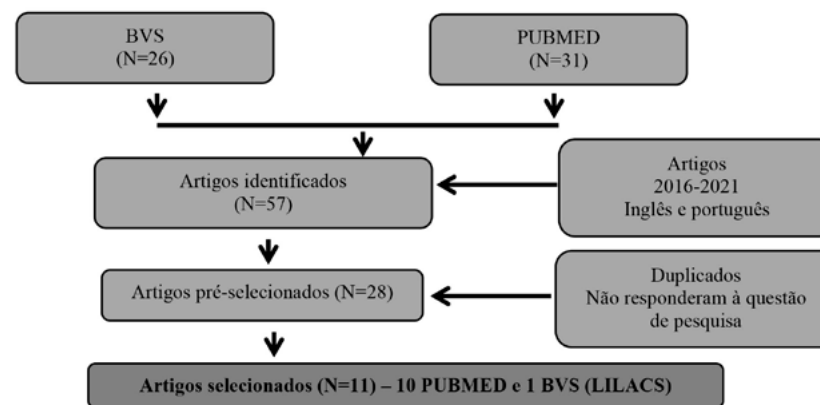 BVS
(N=26)
PUBMED
(N=31)
Artigos identificados
(N=57)
Artigos
2016-2021
Inglês e português
Artigos pré-selecionados (N=28)
Duplicados
Não responderam à questão
de pesquisa
Artigos selecionados (N=11) – 10 PUBMED e 1 BVS (LILACS)